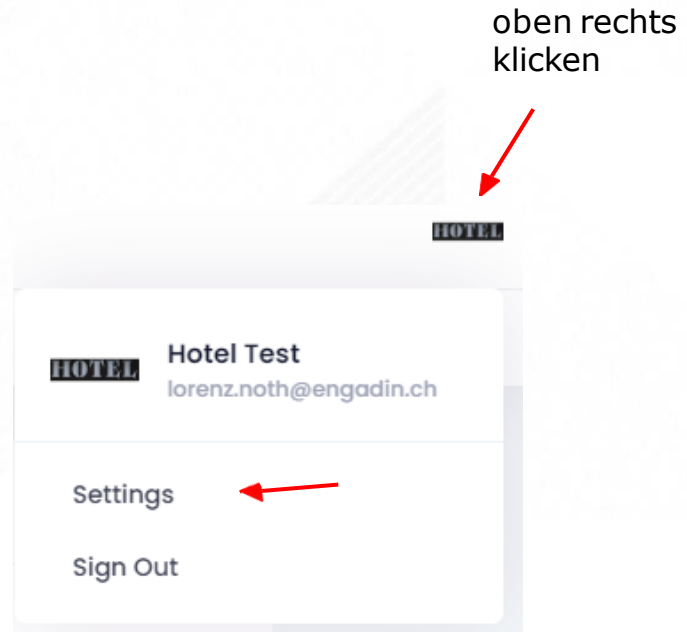 oben rechts
klicken
HOTEL
HOTEL
Hotel Test
lorenz.noth@engadin.ch
Settings
Sign Out